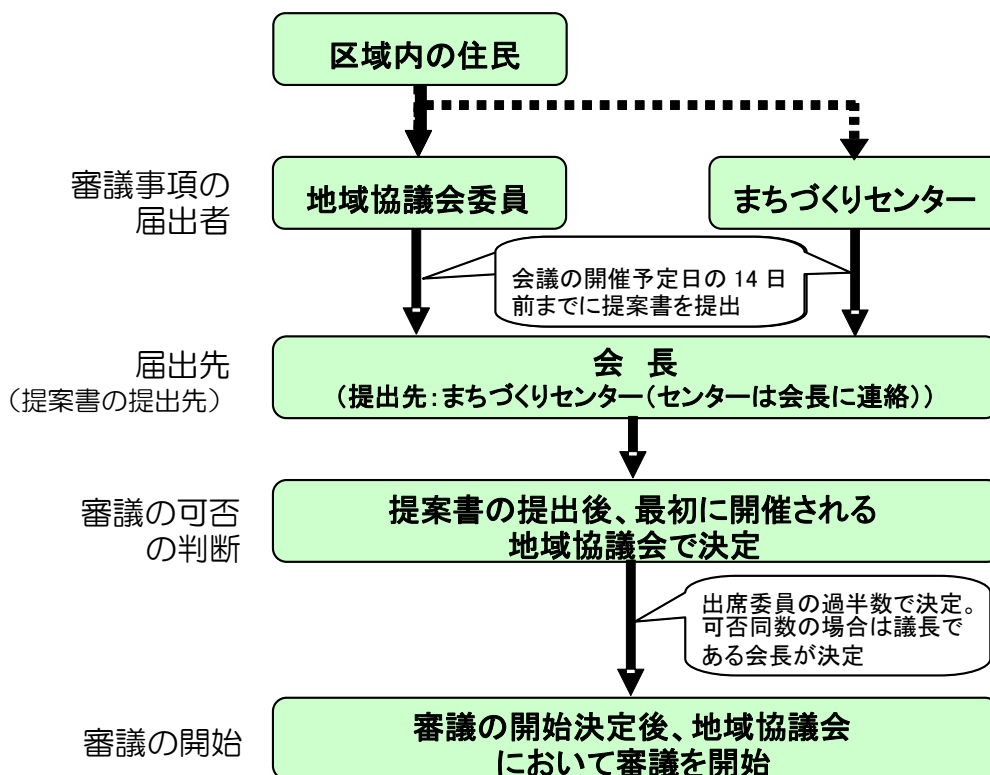 区域内の住民
審議事項の
届出者
地域協議会委員
まちづくりセンター
会議の開催予定日の 14 日
前までに提案書を提出
届出先
（提案書の提出先）
会　長
（提出先：まちづくりセンター（センターは会長に連絡））
審議の可否
の判断
提案書の提出後、最初に開催される
地域協議会で決定
出席委員の過半数で決定。
可否同数の場合は議長で
ある会長が決定
審議の開始
審議の開始決定後、地域協議会
において審議を開始